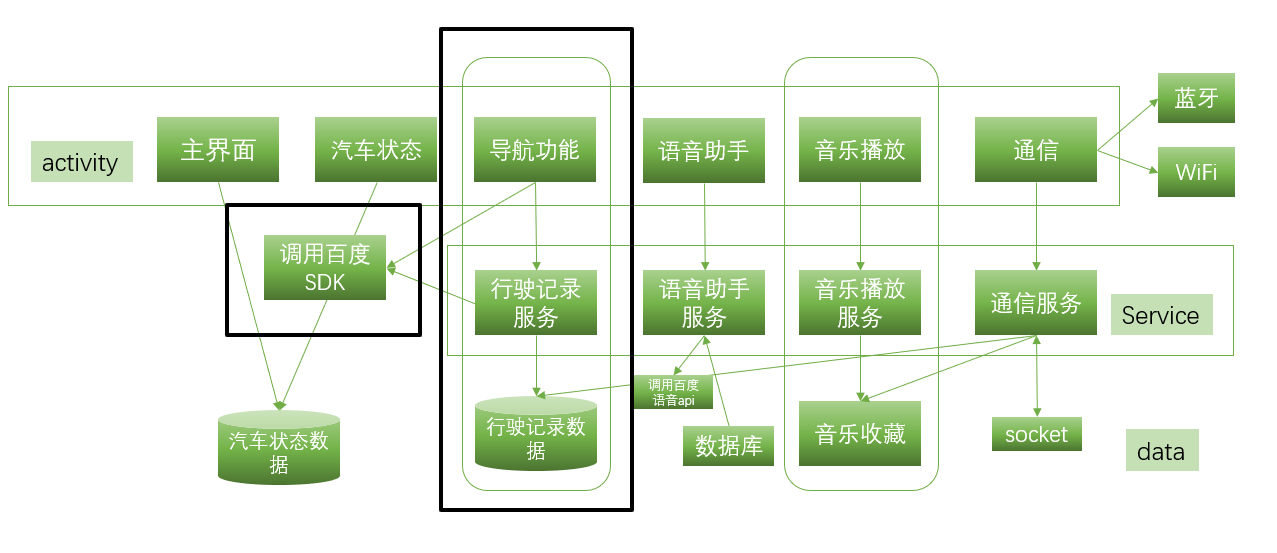 蓝牙
activity
主界面
汽车状态
导航功能
语音助手
音乐播放
通信
WiFi
调用百度
SDK
行驶记录
服务
语音助手
服务
音乐播放
服务
通信服务
Service
调用百度
语音api
汽车状态数
据
行驶记录数
据
数据库
音乐收藏
socket
data